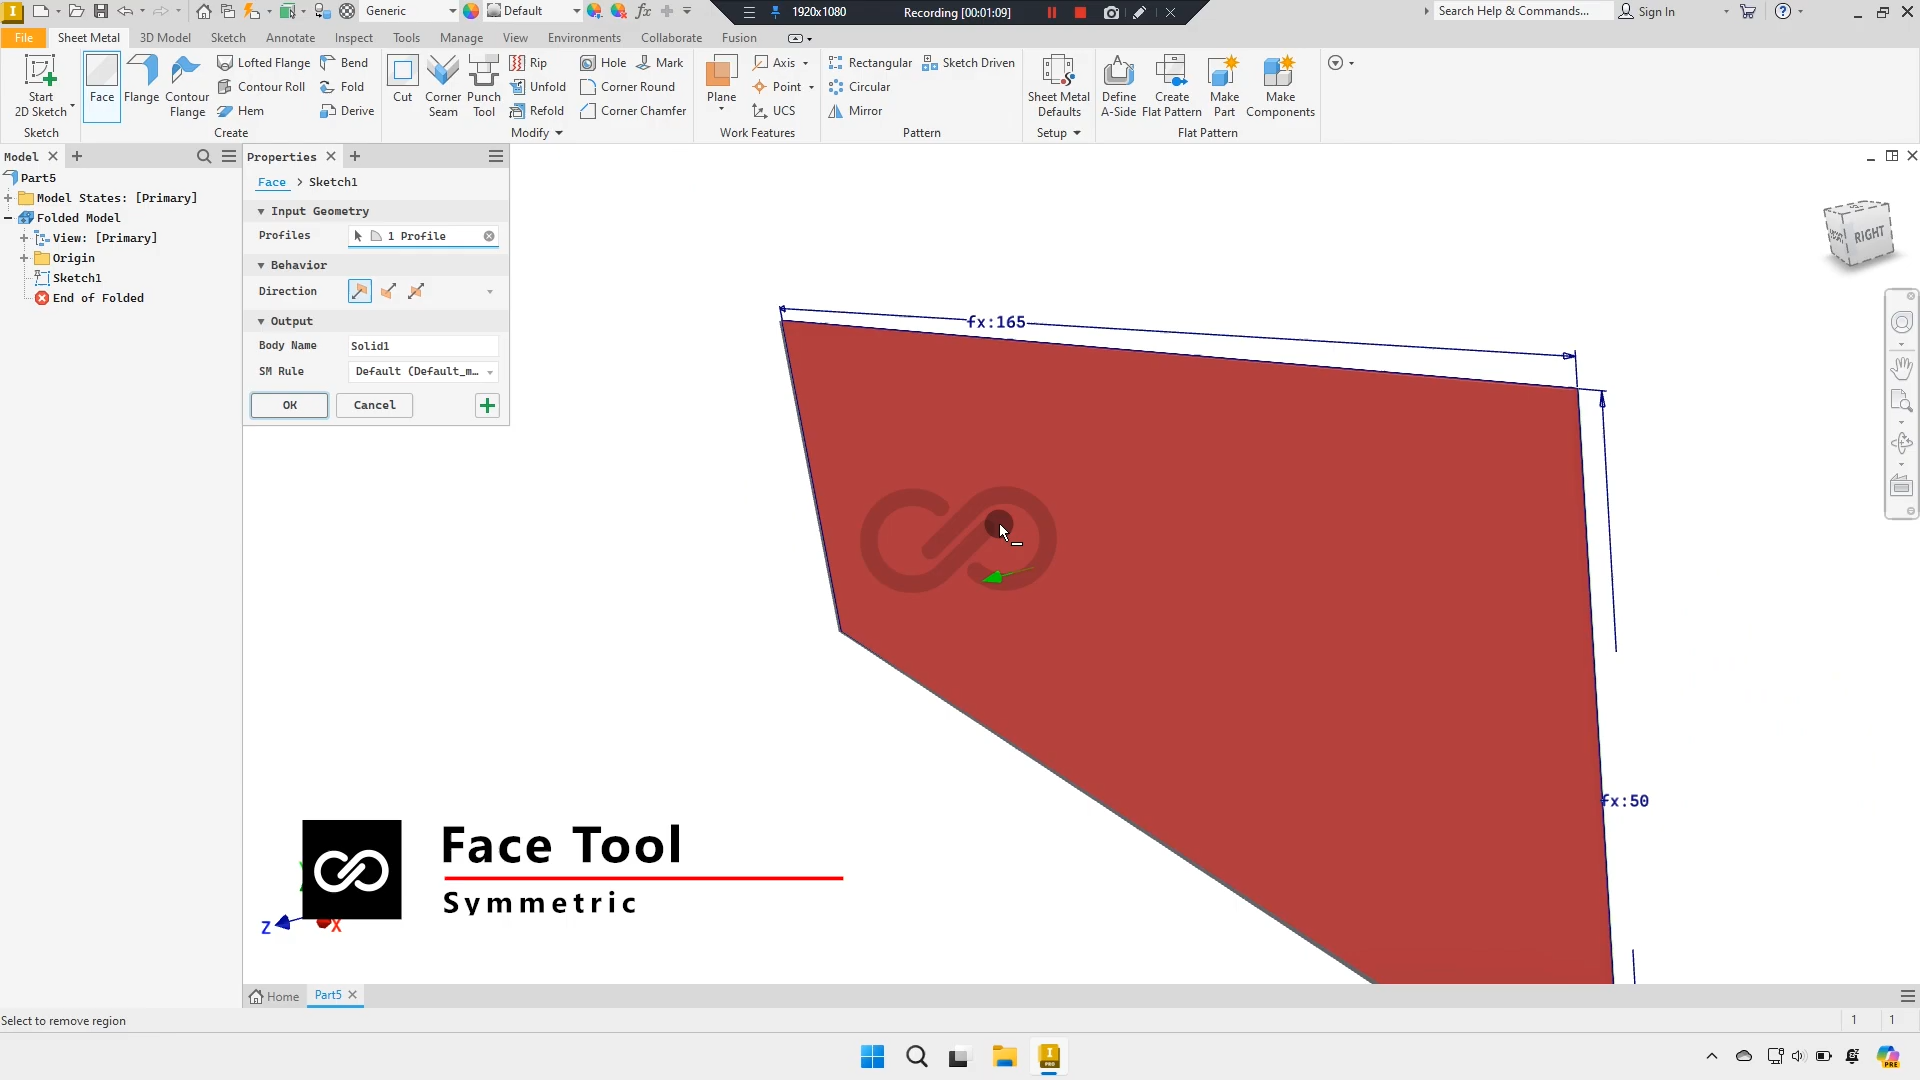 Generic
Default
1920x1080
Recording [00:01:09]
Search Help & Commands...
Sign In
File
Sheet Metal
3D Model
Sketch
Annotate
Inspect
Tools
Manage
View
Environments
Collaborate
Fusion
Start
2D Sketch
Sketch
Face
Flange
Contour
Flange
Lofted Flange
Contour Roll
Hem
Bend
Fold
Derive
Create
Cut
Corner
Seam
Punch
Tool
Rip
Unfold
Refold
Hole
Mark
Corner Round
Corner Chamfer
Modify
Plane
Axis
Point
UCS
Work Features
Rectangular
Circular
Mirror
Sketch Driven
Pattern
Sheet Metal
Defaults
Setup
Define
A-Side
Create
Flat Pattern
Make
Part
Make
Components
Flat Pattern
Model
Part5
Model States: [Primary]
Folded Model
View: [Primary]
Origin
Sketch1
End of Folded
Properties
Face > Sketch1
Input Geometry
Profiles
1 Profile
Behavior
Direction
Output
Body Name
Solid1
SM Rule
Default (Default_m...
OK
Cancel
RIGHT
fx:165
fx:50
Face Tool
Symmetric
Z
X
Home
Part5
Select to remove region
1
1